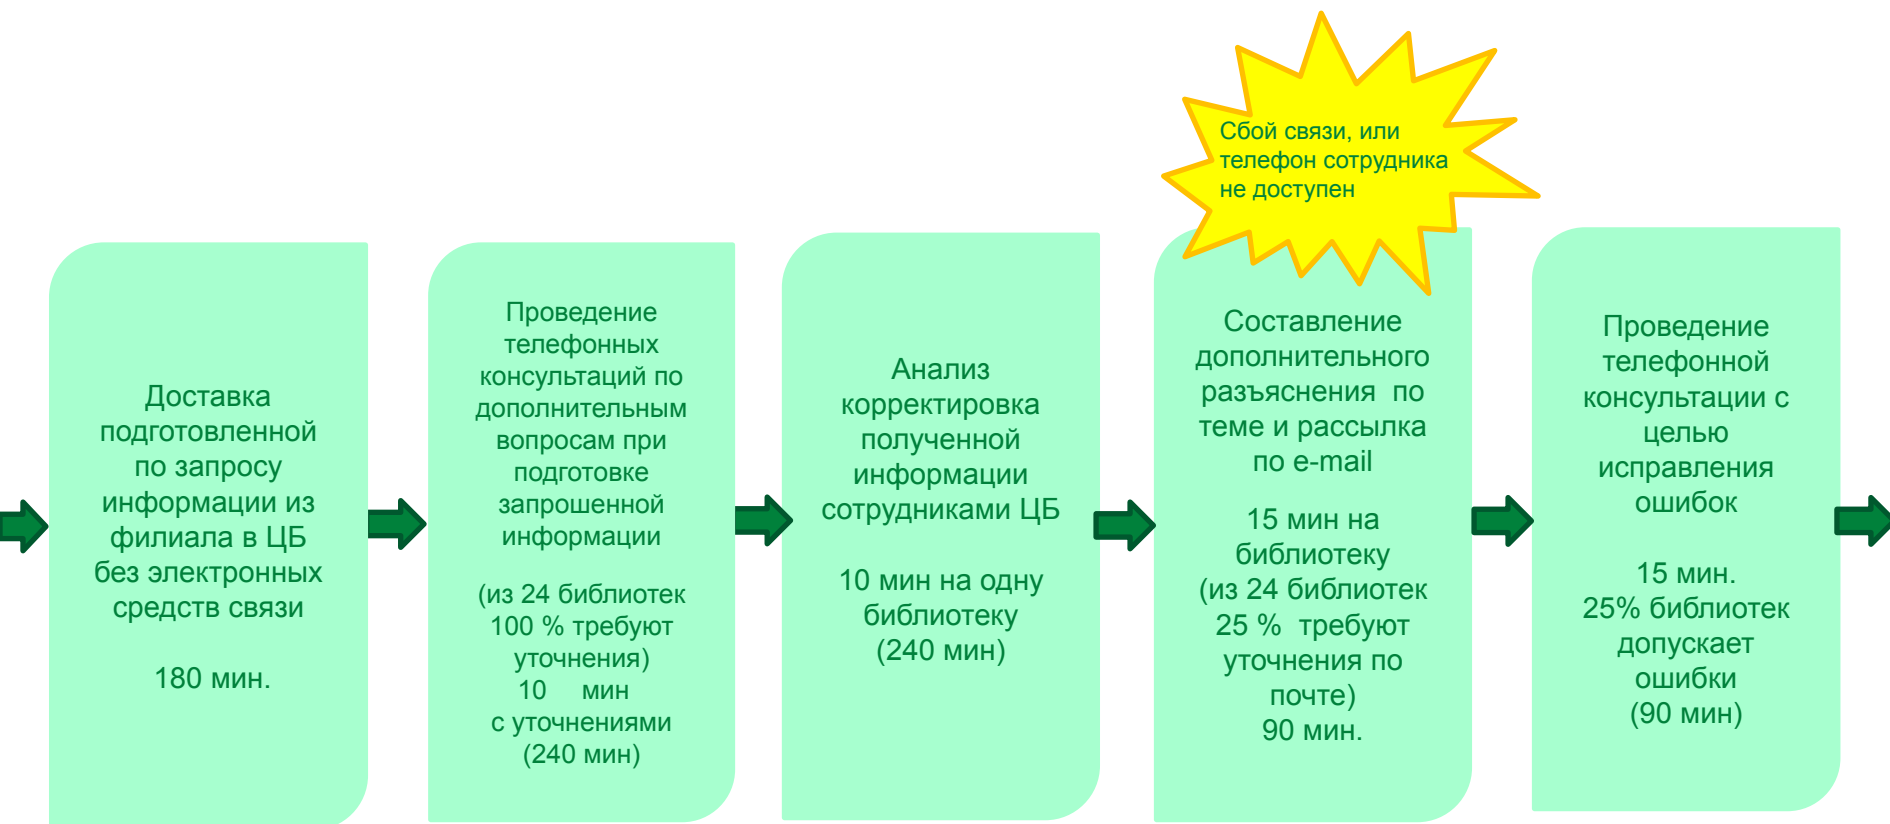 Сбой связи, или
телефон сотрудника
не доступен
Доставка
подготовленной
по запросу
информации из
филиала в ЦБ
без электронных
средств связи
180 мин.
Проведение
телефонных
консультаций по
дополнительным
вопросам при
подготовке
запрошенной
информации
(из 24 библиотек
100 % требуют
уточнения)
10 мин
с уточнениями
(240 мин)
Анализ
корректировка
полученной
информации
сотрудниками ЦБ
10 мин на одну
библиотеку
(240 мин)
Составление
дополнительного
разъяснения по
теме и рассылка
по e-mail
15 мин на
библиотеку
(из 24 библиотек
25 % требуют
уточнения по
почте)
90 мин.
Проведение
телефонной
консультации с
целью
исправления
ошибок
15 мин.
25% библиотек
допускает
ошибки
(90 мин)